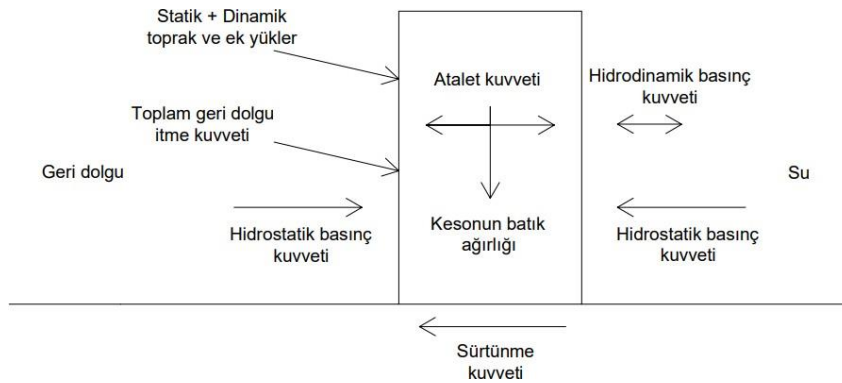 Statik + Dinamik
toprak ve ek yükler
Atalet kuvveti
Hidrodinamik basınç
kuvveti
Toplam geri dolgu
itme kuvveti
Geri dolgu
Su
Hidrostatik basınç
kuvveti
Kesonun batık
ağırlığı
Hidrostatik basınç
kuvveti
Sürtünme
kuvveti